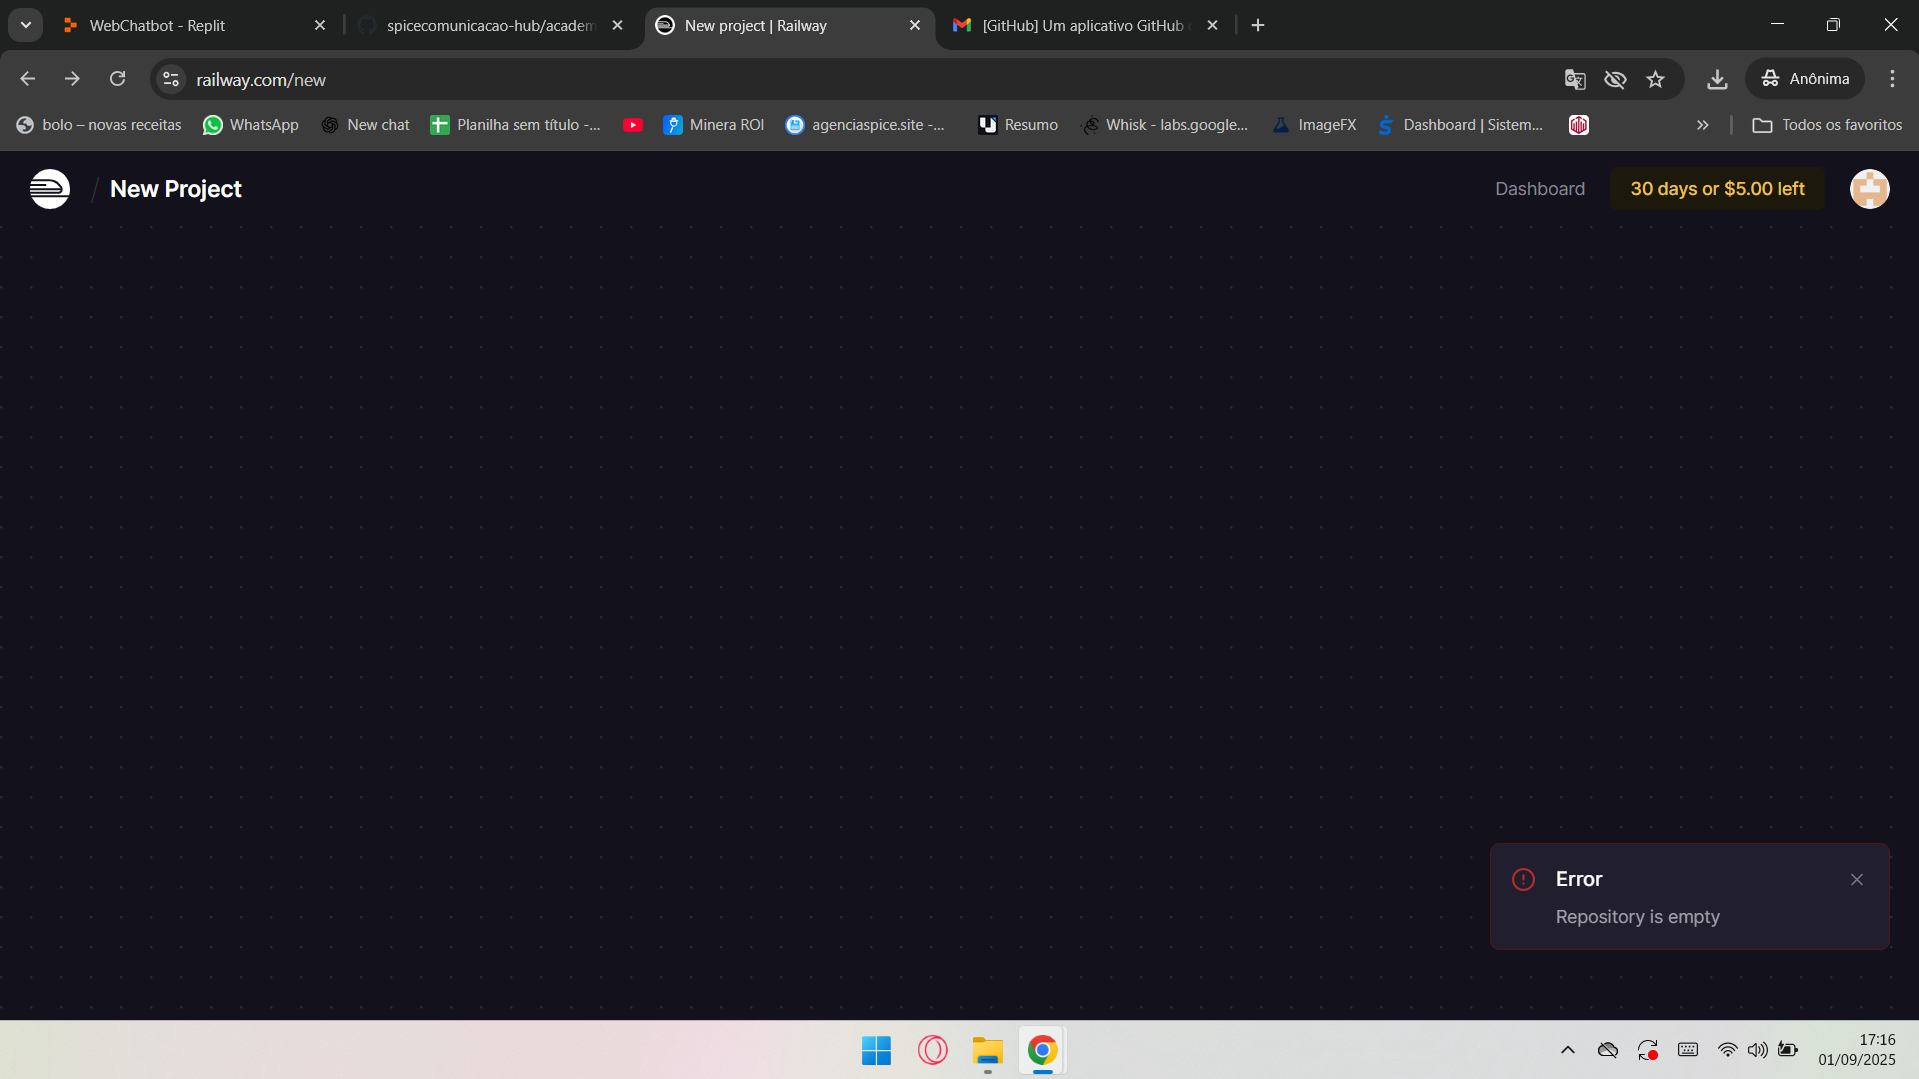 WebChatbot - Replit
spicecomunicacao-hub/academ
New project | Railway
[GitHub] Um aplicativo GitHub
railway.com/new
Anônima
bolo – novas receitas
WhatsApp
New chat
Planilha sem título -...
Minera ROI
agenciaspice.site -...
Resumo
Whisk - labs.google...
ImageFX
Dashboard | Sistem...
Todos os favoritos
New Project
Dashboard
30 days or $5.00 left
Error
Repository is empty
17:16
01/09/2025